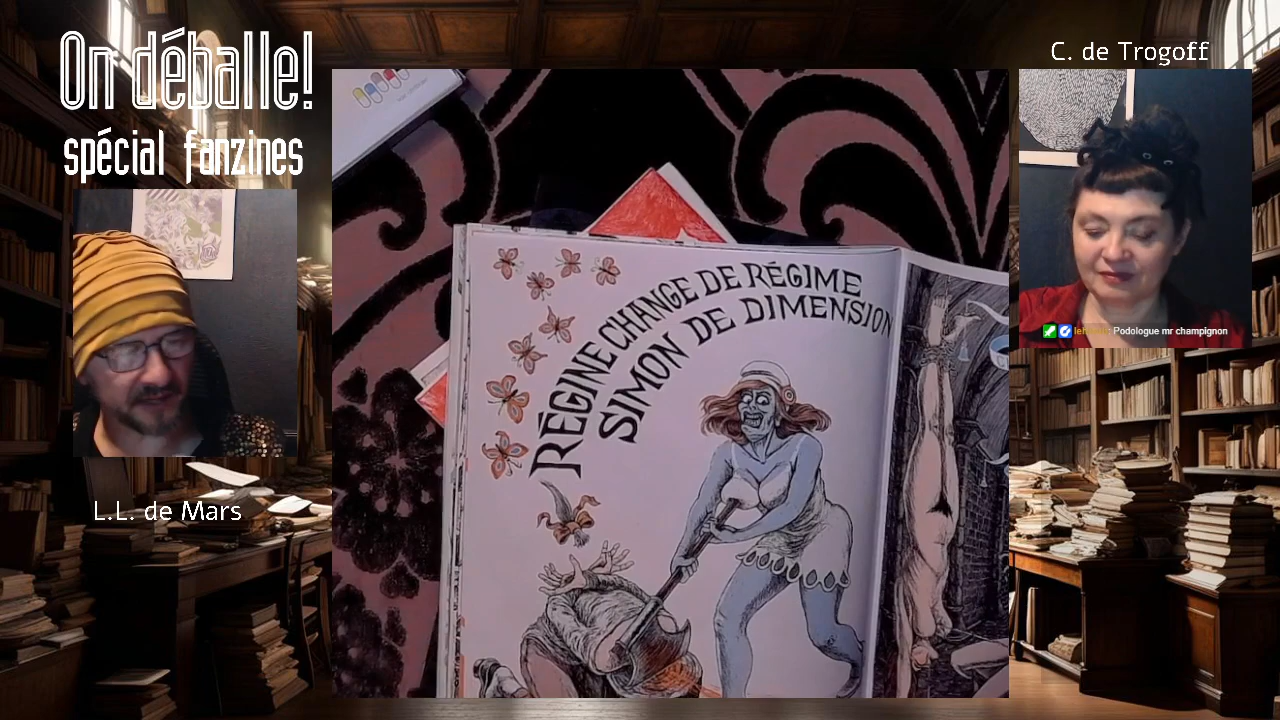 On déballe!
spécial fanzines
C. de Trogoff
L.L. de Mars
: Podologue mr champignon
RÉGINE CHANGE DE RÉGIME
SIMON DE DIMENSION